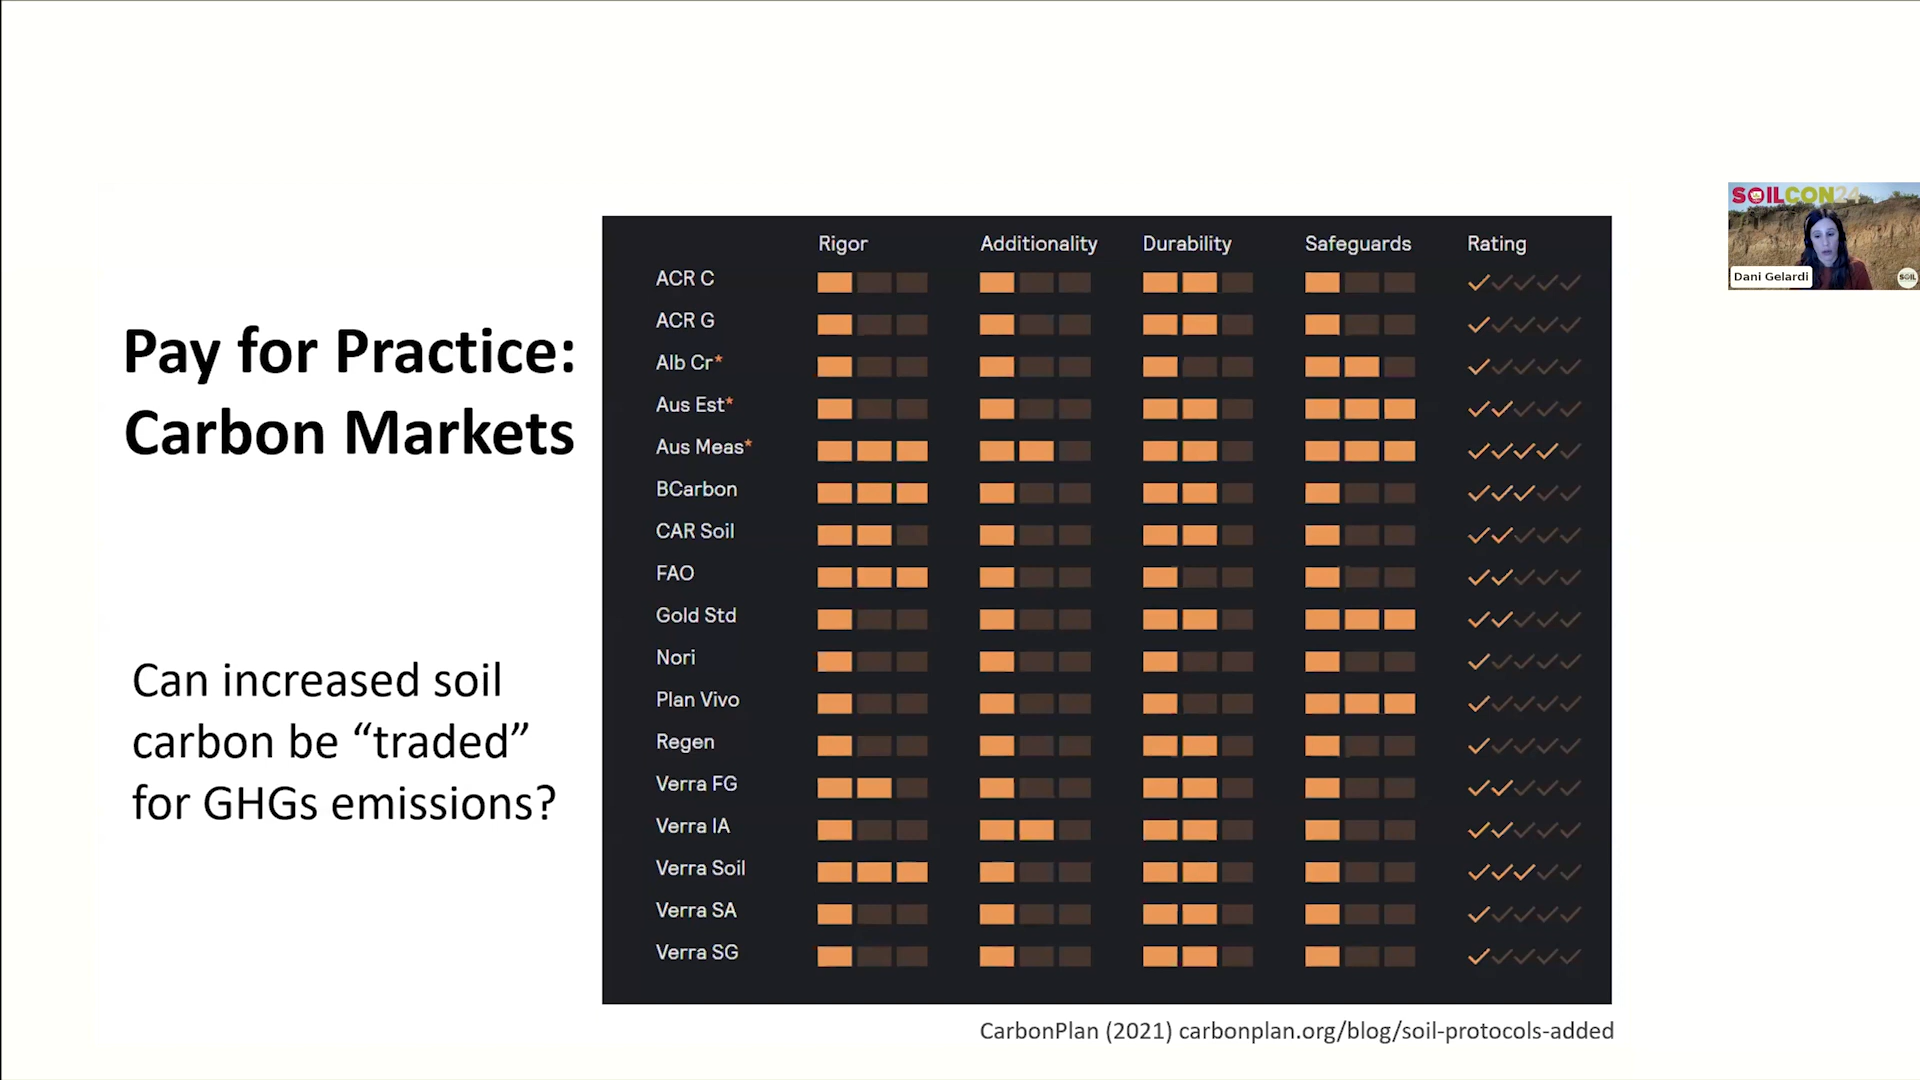 SOILCON24
Dani Gelardi
SOIL
Pay for Practice:
Carbon Markets
Can increased soil
carbon be “traded”
for GHGs emissions?
Rigor Additionality Durability Safeguards Rating
ACR C
ACR G
Alb Cr*
Aus Est*
Aus Meas*
BCarbon
CAR Soil
FAO
Gold Std
Nori
Plan Vivo
Regen
Verra FG
Verra IA
Verra Soil
Verra SA
Verra SG
CarbonPlan (2021) carbonplan.org/blog/soil-protocols-added